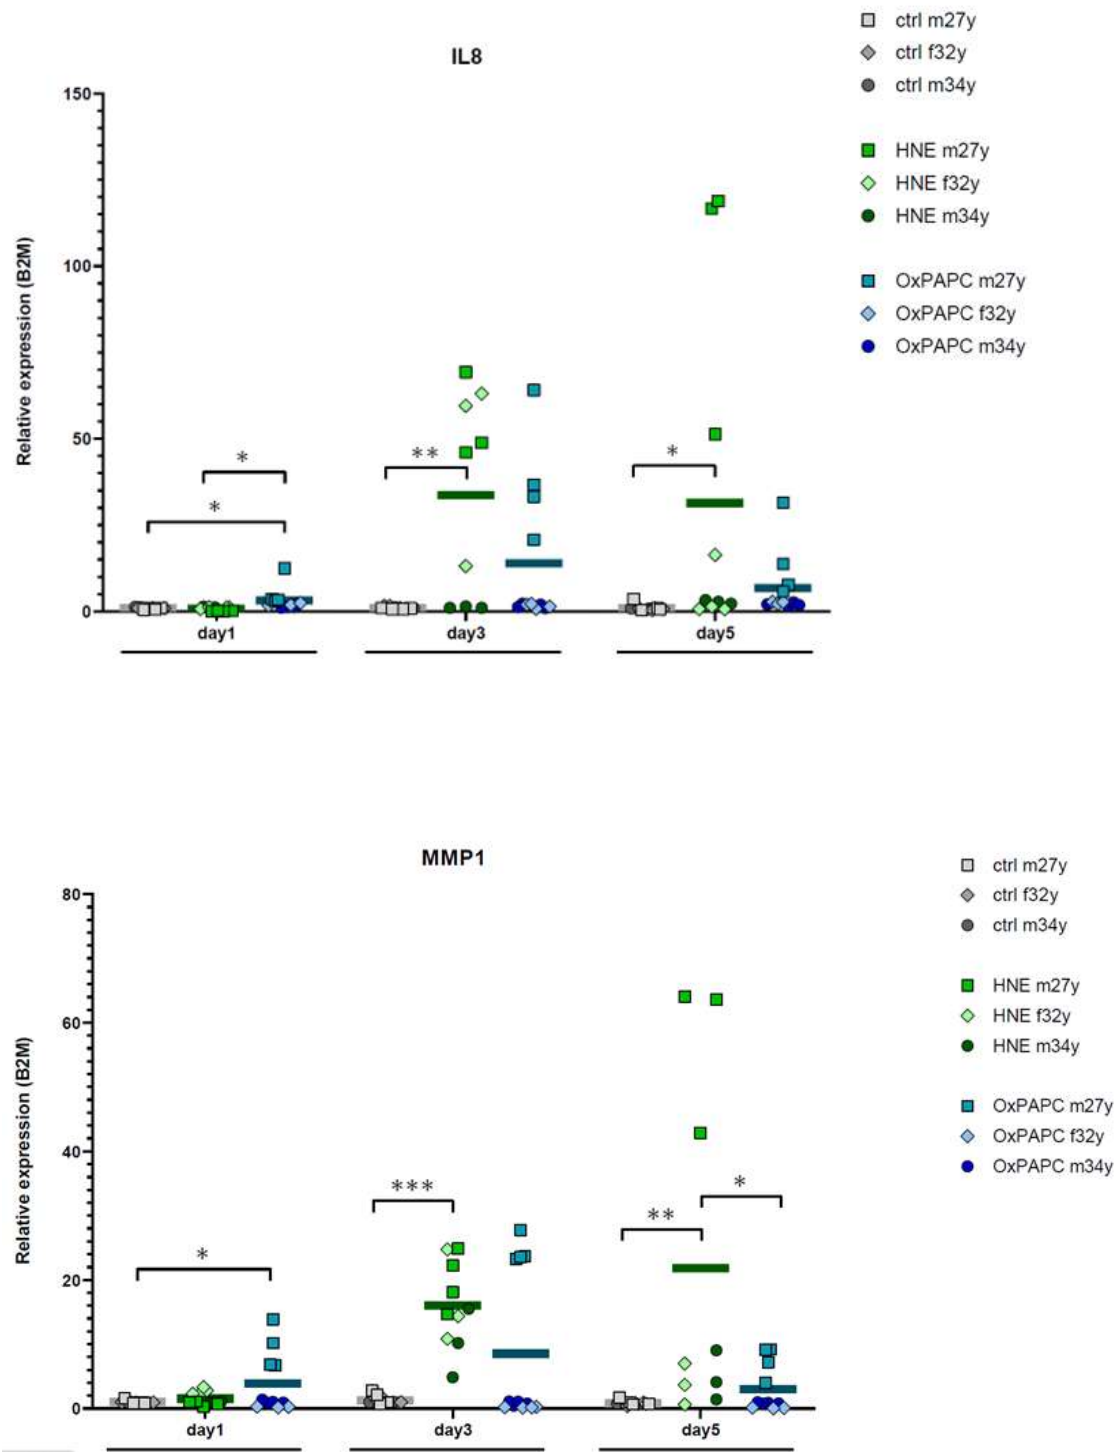 IL8
Relative expression (B2M)
150
100
50
0
*
*
**
*
day1 day3 day5
ctrl m27y
ctrl f32y
ctrl m34y
HNE m27y
HNE f32y
HNE m34y
OxPAPC m27y
OxPAPC f32y
OxPAPC m34y
MMP1
Relative expression (B2M)
80
60
40
20
0
*
***
**
*
day1 day3 day5
ctrl m27y
ctrl f32y
ctrl m34y
HNE m27y
HNE f32y
HNE m34y
OxPAPC m27y
OxPAPC f32y
OxPAPC m34y